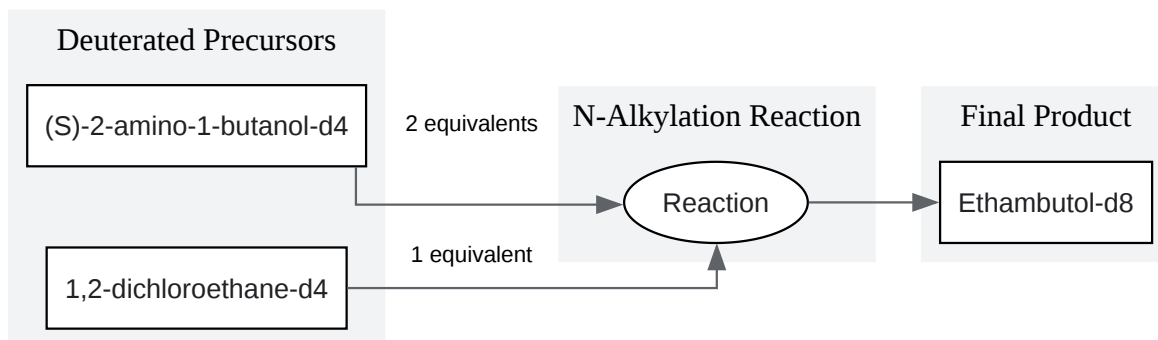 Deuterated Precursors
(S)-2-amino-1-butanol-d4
1,2-dichloroethane-d4
2 equivalents
1 equivalent
N-Alkylation Reaction
Reaction
Final Product
Ethambutol-d8